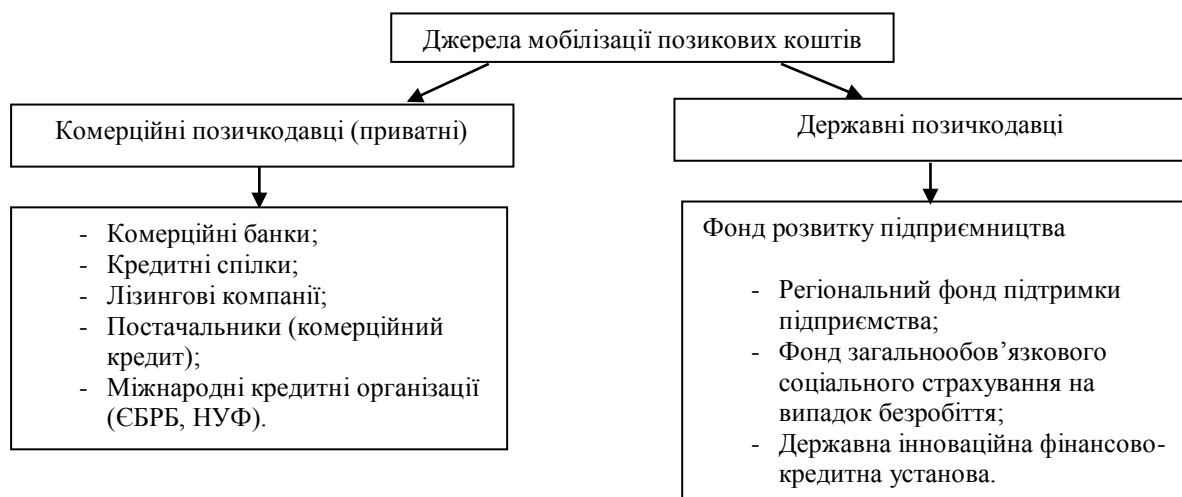 Джерела мобілізації позикових коштів
Комерційні позичкодавці (приватні)
Державні позичкодавці
- Комерційні банки;
- Кредитні спілки;
- Лізингові компанії;
- Постачальники (комерційний
кредит);
- Міжнародні кредитні організації
(ЄБРБ, НУФ).
Фонд розвитку підприємництва
- Регіональний фонд підтримки
підприємства;
- Фонд загальнообов’язкового
соціального страхування на
випадок безробіття;
- Державна інноваційна фінансово-
кредитна установа.